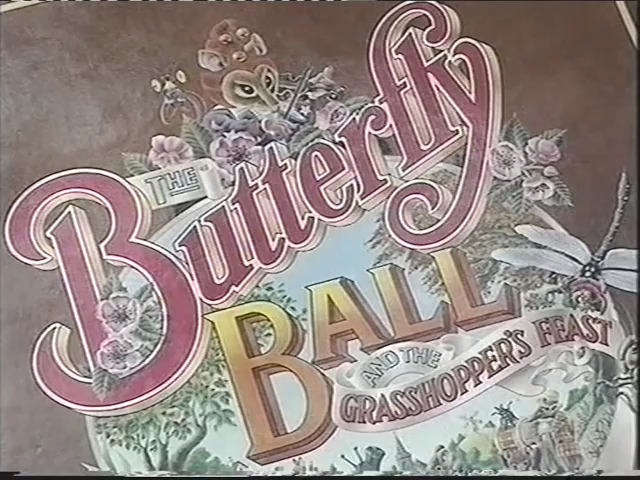 THE
Butterfly
BALL
AND THE
GRASSHOPPER'S FEAST